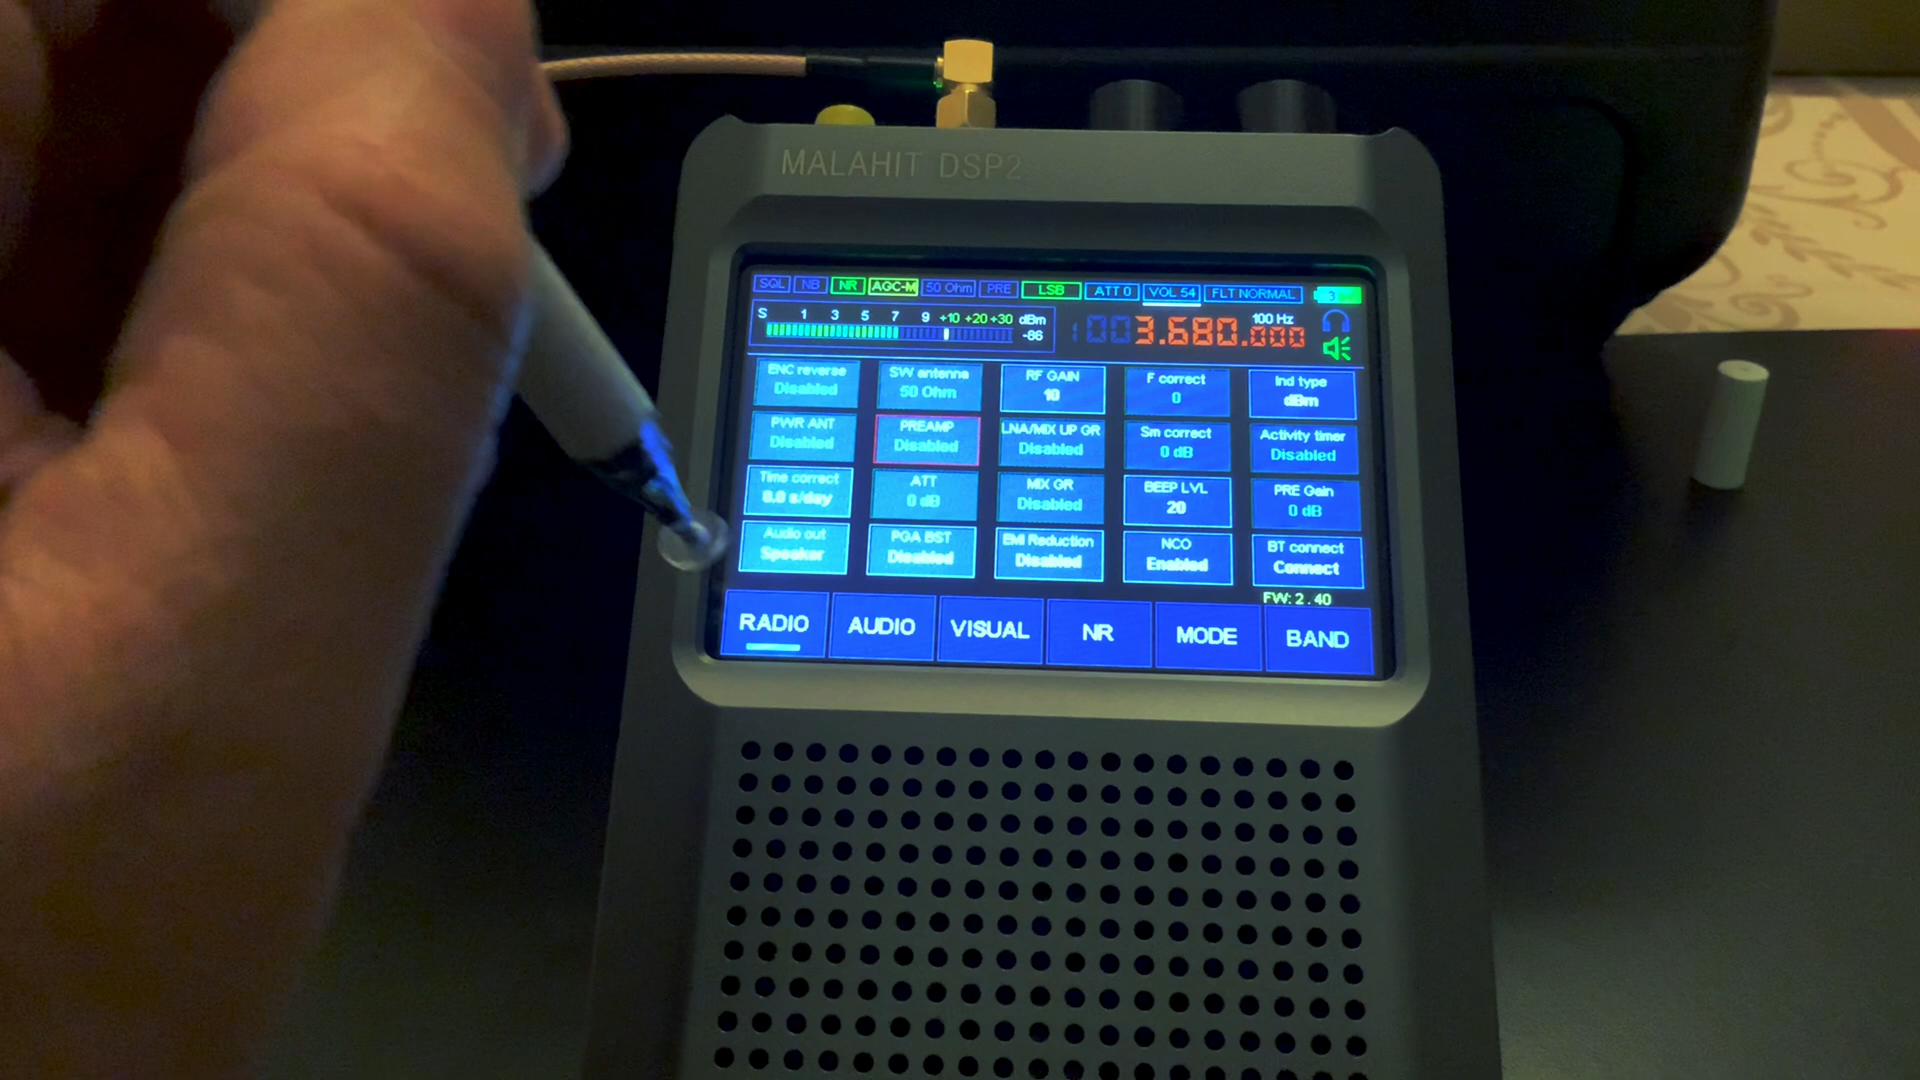 MALAHIT DSP2
SQL NB NR AGC-M 50 Ohm PRE LSB ATT 0 VOL 54 FLT NORMAL 3
S 1 3 5 7 9 +10 +20 +30 dBm
-86
100 Hz
3.680.000
ENC reverse SW antenna RF GAIN F correct Ind type
Disabled 50 Ohm 10 0 dBm
PWR ANT PREAMP LNA/MIX UP GR Sm correct Activity timer
Disabled Disabled Disabled 0 dB Disabled
Time correct ATT MIX GR BEEP LVL PRE Gain
0.0 s/day 0 dB Disabled 20 0 dB
Audio out PGA BST EMI Reduction NCO BT connect
Speaker Disabled Disabled Enabled Connect
FW: 2.40
RADIO AUDIO VISUAL NR MODE BAND